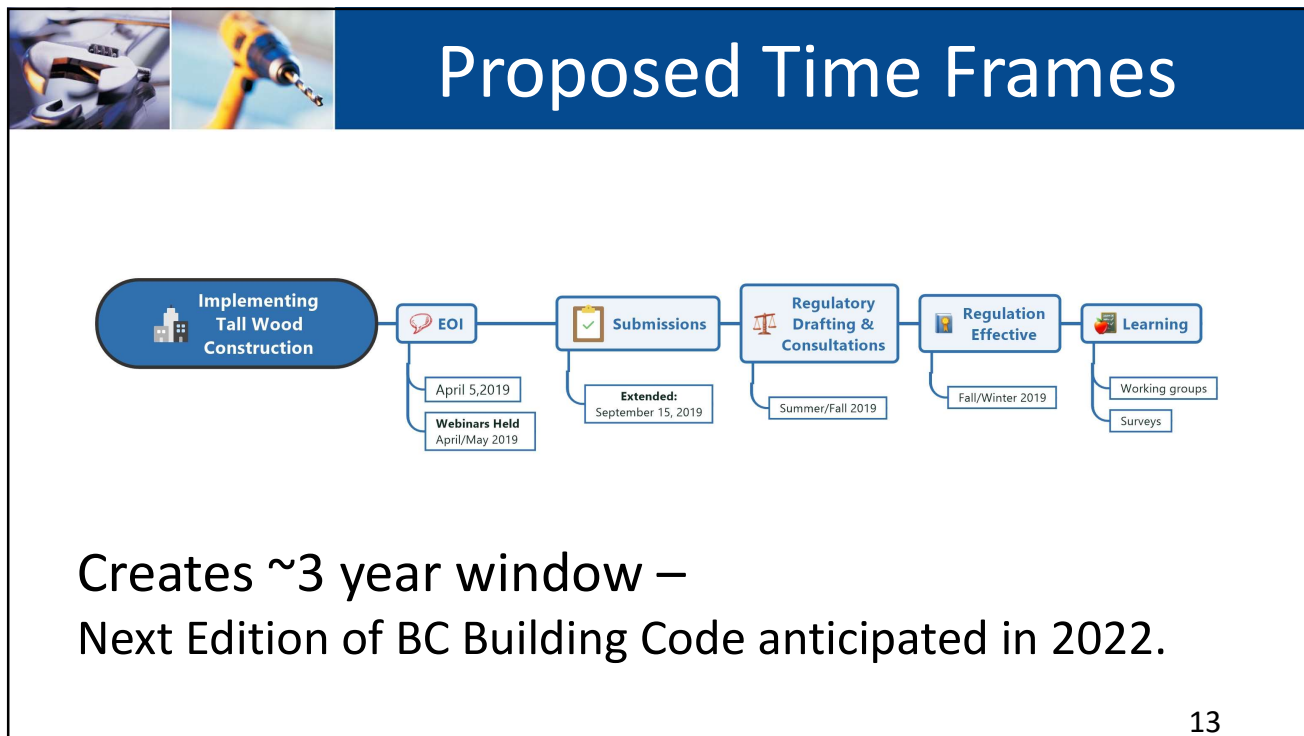 Proposed Time Frames
Implementing
Tall Wood
Construction
EOI
April 5,2019
Webinars Held
April/May 2019
Submissions
Extended:
September 15, 2019
Regulatory
Drafting &
Consultations
Summer/Fall 2019
Regulation
Effective
Fall/Winter 2019
Learning
Working groups
Surveys
Creates ~3 year window –
Next Edition of BC Building Code anticipated in 2022.
13